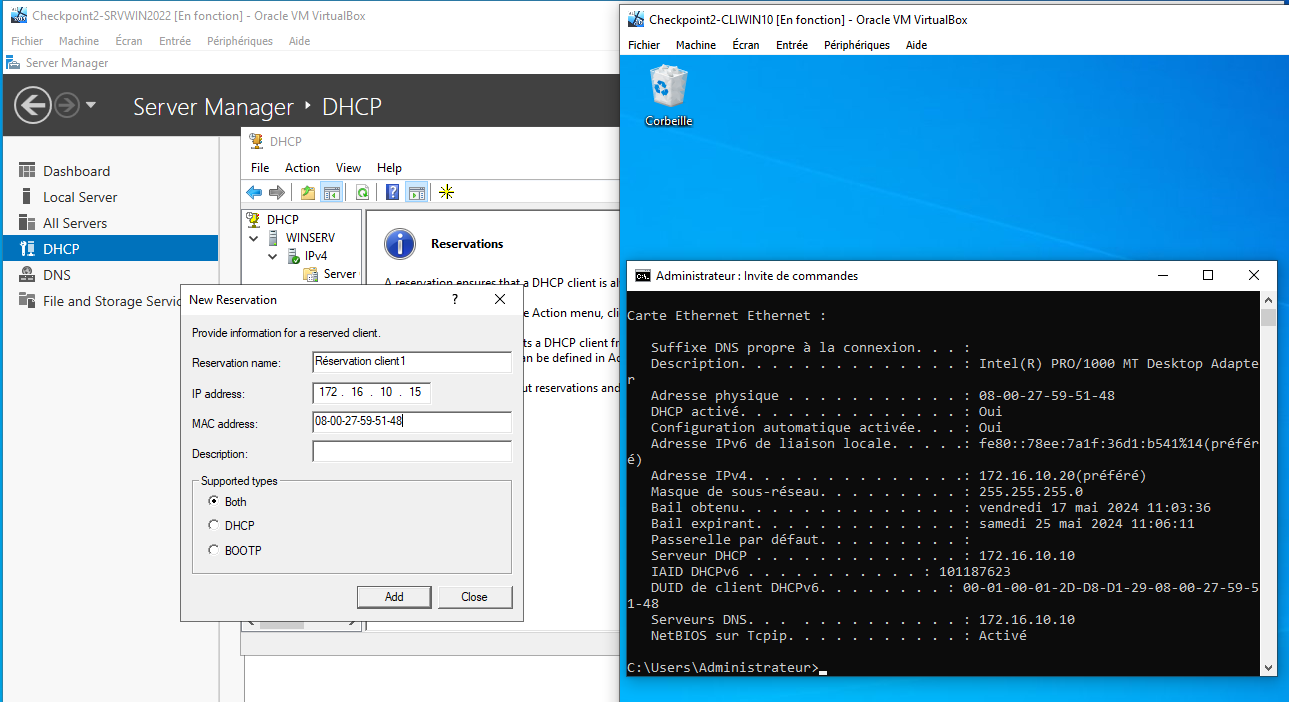 Checkpoint2-SRVWIN2022 [En fonction] - Oracle VM VirtualBox
Fichier Machine Écran Entrée Périphériques Aide
Server Manager
Server Manager DHCP
Dashboard
Local Server
All Servers
DHCP
DNS
File and Storage Servic
DHCP
File Action View Help
DHCP
WINSERV
IPv4
Server
Reservations
A reservation ensures that a DHCP client is al
e Action menu, cli
ts a DHCP client fr
an be defined in Ad
ut reservations and
New Reservation
?
Provide information for a reserved client.
Reservation name: Réservation client1
IP address: 172 . 16 . 10 . 15
MAC address: 08-00-27-59-51-48
Description:
Supported types
Both
DHCP
BOOTP
Add Close
Checkpoint2-CLIWIN10 [En fonction] - Oracle VM VirtualBox
Fichier Machine Écran Entrée Périphériques Aide
Corbeille
Administrateur : Invite de commandes
Carte Ethernet Ethernet :
Suffixe DNS propre à la connexion. . . :
Description. . . . . . . . . . . . . . : Intel(R) PRO/1000 MT Desktop Adapte
r
Adresse physique . . . . . . . . . . . : 08-00-27-59-51-48
DHCP activé. . . . . . . . . . . . . . : Oui
Configuration automatique activée. . . : Oui
Adresse IPv6 de liaison locale. . . . .: fe80::78ee:7a1f:36d1:b541%14(préfér
é)
Adresse IPv4. . . . . . . . . . . . . .: 172.16.10.20(préféré)
Masque de sous-réseau. . . . . . . . . : 255.255.255.0
Bail obtenu. . . . . . . . . . . . . . : vendredi 17 mai 2024 11:03:36
Bail expirant. . . . . . . . . . . . . : samedi 25 mai 2024 11:06:11
Passerelle par défaut. . . . . . . . . :
Serveur DHCP . . . . . . . . . . . . . : 172.16.10.10
IAID DHCPv6 . . . . . . . . . . . : 101187623
DUID de client DHCPv6. . . . . . . . : 00-01-00-01-2D-D8-D1-29-08-00-27-59-5
1-48
Serveurs DNS. . . . . . . . . . . . . : 172.16.10.10
NetBIOS sur Tcpip. . . . . . . . . . . : Activé
C:\Users\Administrateur>